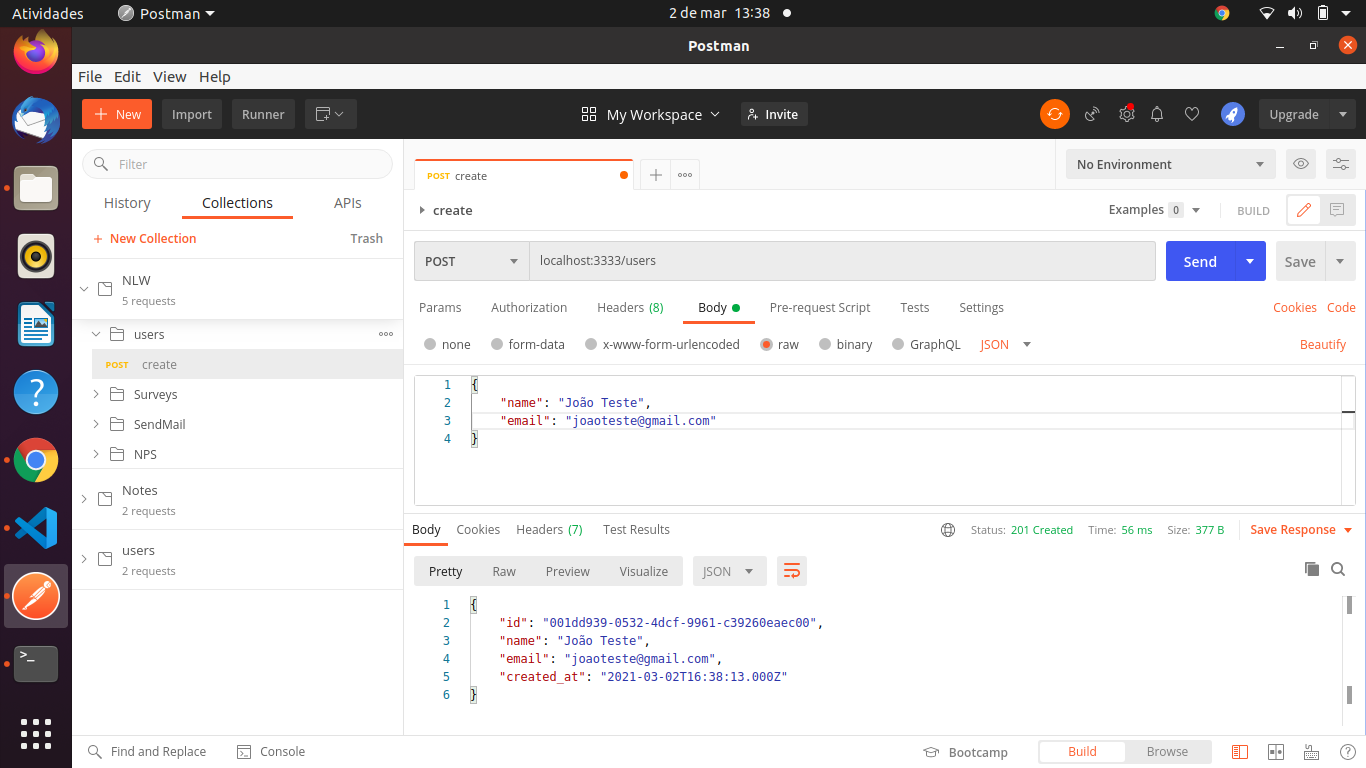 Atividades
Postman
2 de mar 13:38
Postman
File Edit View Help
New
Import
Runner
My Workspace
Invite
Upgrade
Filter
History
Collections
APIs
+ New Collection
Trash
NLW
5 requests
users
POST create
Surveys
SendMail
NPS
Notes
2 requests
users
2 requests
POST create
No Environment
create
Examples 0
BUILD
POST
localhost:3333/users
Send
Save
Params
Authorization
Headers (8)
Body
Pre-request Script
Tests
Settings
Cookies
Code
none
form-data
x-www-form-urlencoded
raw
binary
GraphQL
JSON
Beautify
1 {
2 "name": "João Teste",
3 "email": "joaoteste@gmail.com"
4 }
Body
Cookies
Headers (7)
Test Results
Status: 201 Created
Time: 56 ms
Size: 377 B
Save Response
Pretty
Raw
Preview
Visualize
JSON
1 {
2 "id": "001dd939-0532-4dcf-9961-c39260eaec00",
3 "name": "João Teste",
4 "email": "joaoteste@gmail.com",
5 "created_at": "2021-03-02T16:38:13.000Z"
6 }
Find and Replace
Console
Bootcamp
Build
Browse